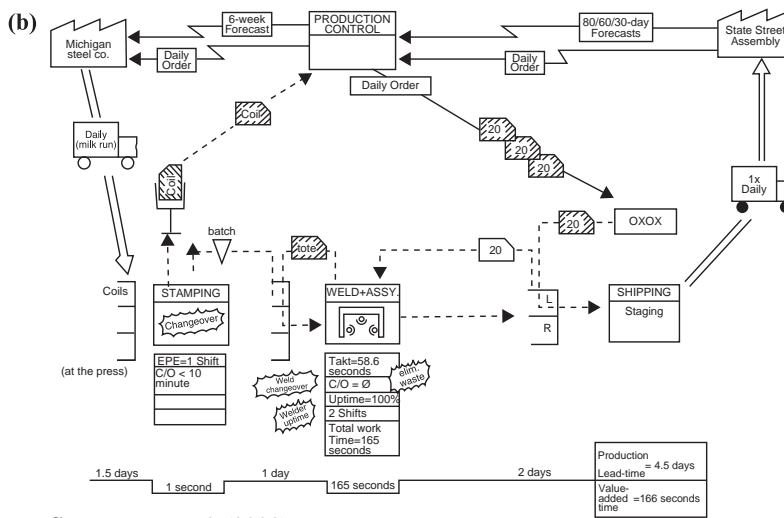 (b)
Michigan
steel co.
6-week
Forecast
Daily
Order
PRODUCTION
CONTROL
80/60/30-day
Forecasts
Daily
Order
State Street
Assembly
Daily Order
Daily
(milk run)
Coil
Coil
20
20
20
1x
Daily
20
OXOX
batch
tote
20
Coils
(at the press)
STAMPING
Changeover
EPE=1 Shift
C/O < 10
minute
WELD+ASSY.
L
R
SHIPPING
Staging
Weld
changeover
Welder
uptime
Takt=58.6
seconds
C/O = Ø
Uptime=100%
2 Shifts
Total work
Time=165
seconds
elim.
waste
1.5 days
1 second
1 day
165 seconds
2 days
Production
Lead-time = 4.5 days
Value-
added =166 seconds
time